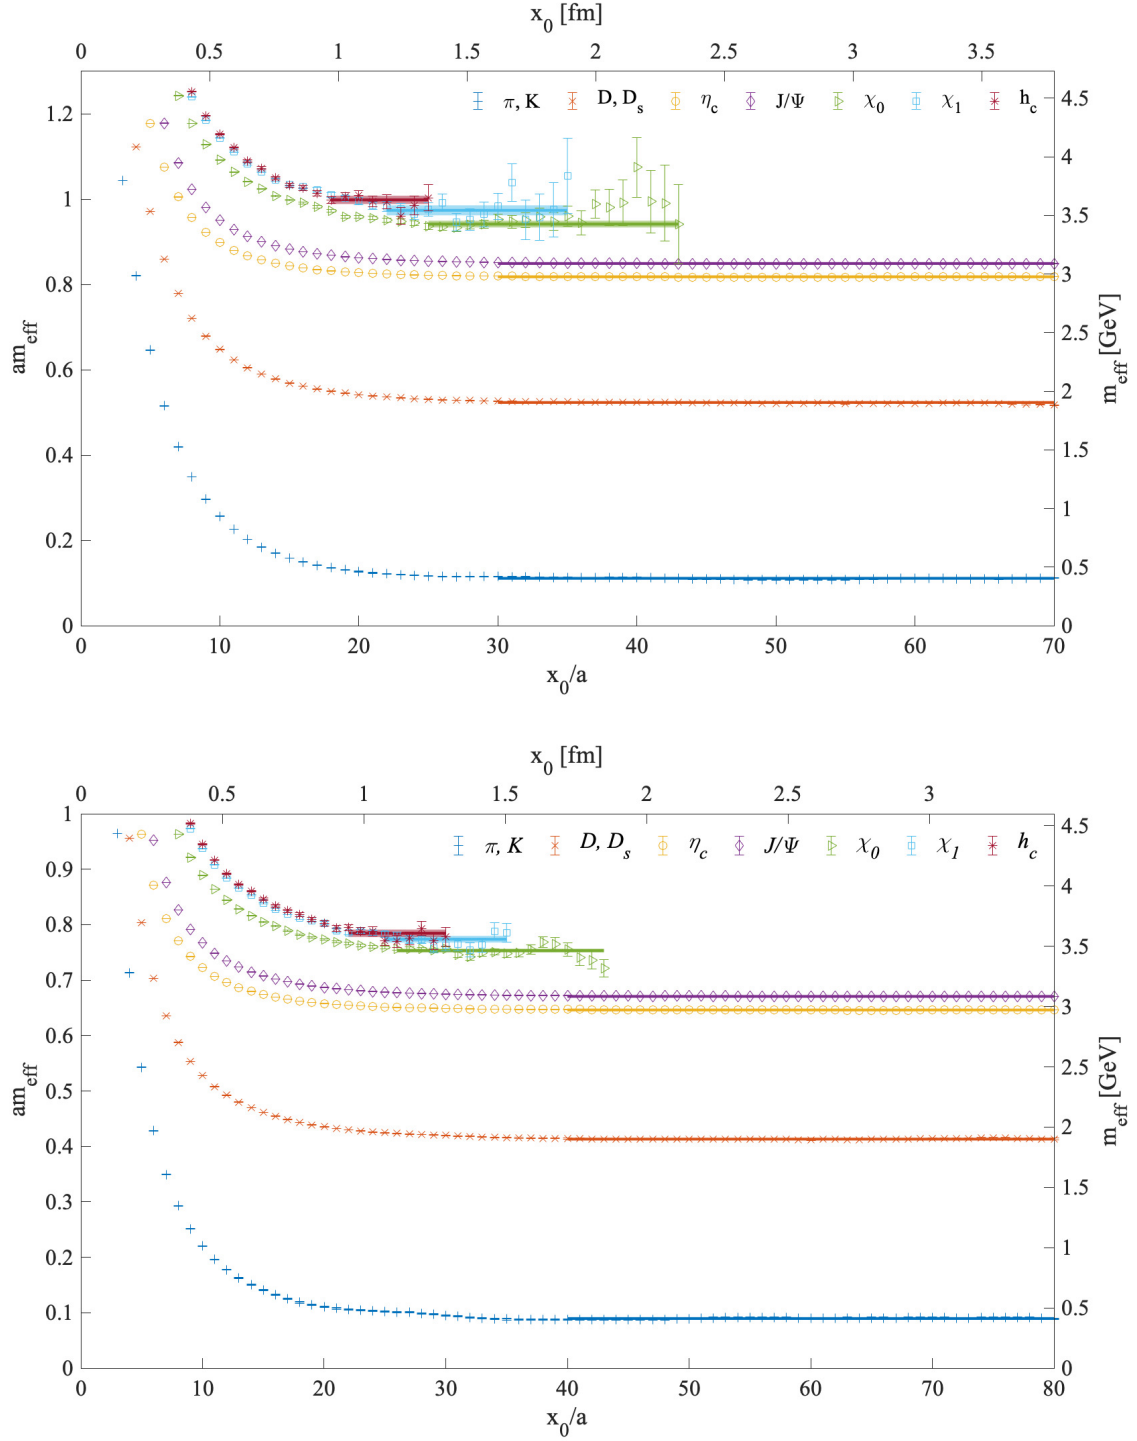 x0 [fm]
0 0.5 1 1.5 2 2.5 3 3.5
π, K D, Ds ηc J/Ψ χ0 χ1 hc
1.2 4.5
4
1 3.5
0.8 3
2.5
0.6 2
0.4 1.5
1
0.2 0.5
0 0
ameff
meff[GeV]
0 10 20 30 40 50 60 70
x0/a
x0 [fm]
0 0.5 1 1.5 2 2.5 3
π, K D, Ds ηc J/Ψ χ0 χ1 hc
1 4.5
0.9 4
0.8 3.5
0.7 3
0.6 2.5
0.5 2
0.4
0.3 1.5
0.2 1
0.1 0.5
0 0
ameff
meff[GeV]
0 10 20 30 40 50 60 70 80
x0/a